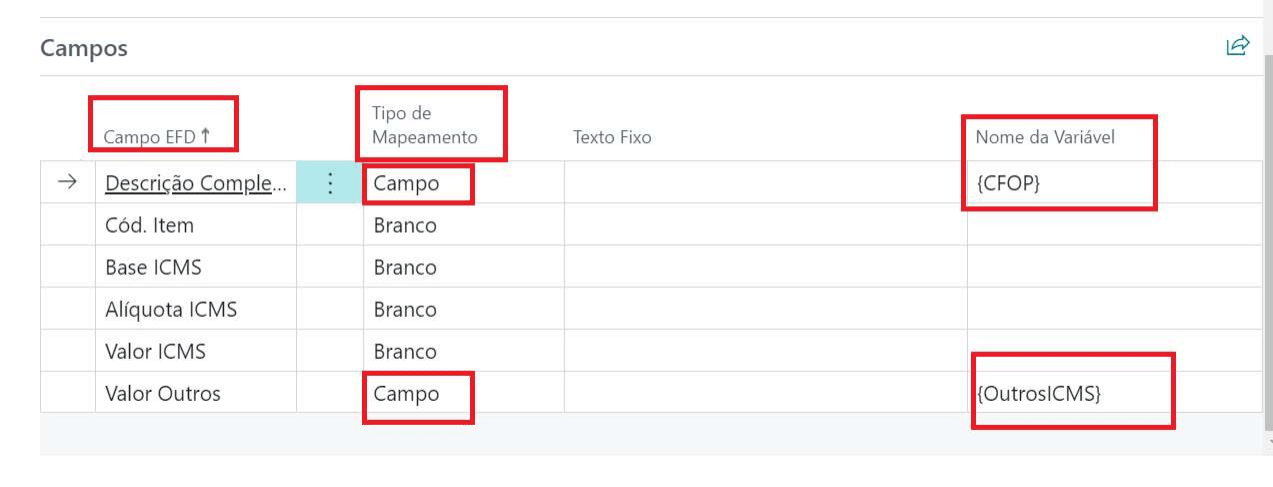 Campos
Campo EFD ↑
Tipo de
Mapeamento
Texto Fixo
Nome da Variável
→ Descrição Comple... ⋮ Campo {CFOP}
Cód. Item Branco
Base ICMS Branco
Alíquota ICMS Branco
Valor ICMS Branco
Valor Outros Campo {OutrosICMS}